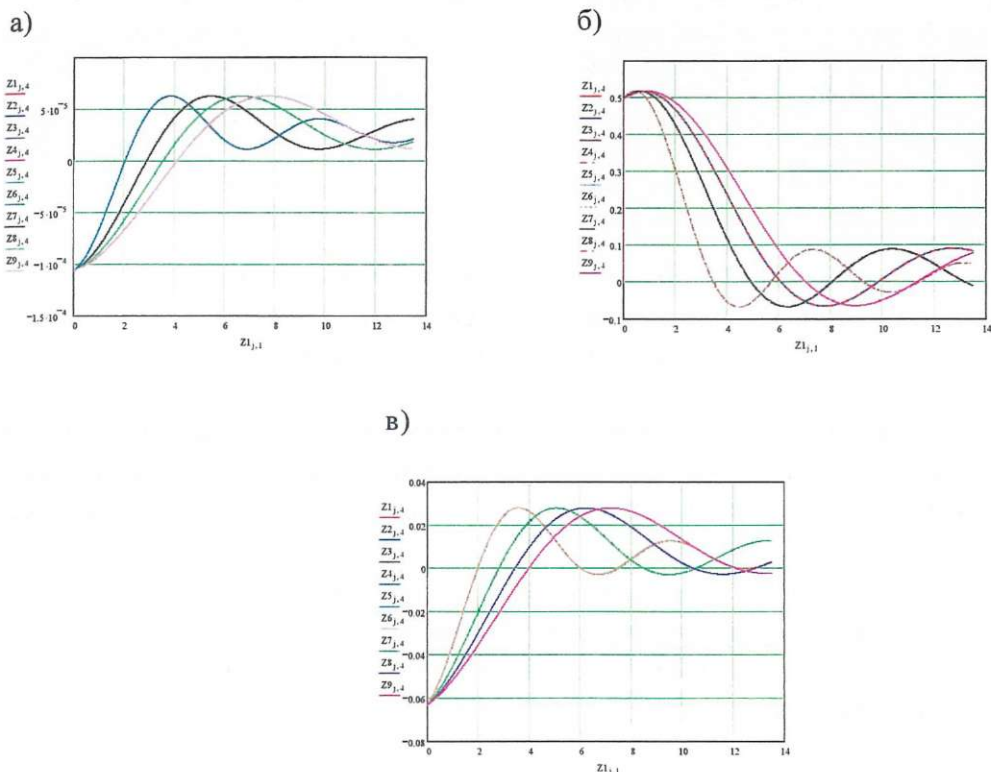 а)
Z1j,4
Z2j,4
Z3j,4
Z4j,4
Z5j,4
Z6j,4
Z7j,4
Z8j,4
Z9j,4
5·10⁻⁵
0
−5·10⁻⁵
−1·10⁻⁴
−1.5·10⁻⁴
0 2 4 6 8 10 12 14
Z1j,1
б)
Z1j,4
Z2j,4
Z3j,4
Z4j,4
Z5j,4
Z6j,4
Z7j,4
Z8j,4
Z9j,4
0.5
0.4
0.3
0.2
0.1
0
−0.1
0 2 4 6 8 10 12 14
Z1j,1
в)
Z1j,4
Z2j,4
Z3j,4
Z4j,4
Z5j,4
Z6j,4
Z7j,4
Z8j,4
Z9j,4
0.04
0.02
0
−0.02
−0.04
−0.06
−0.08
0 2 4 6 8 10 12 14
Z1j,1